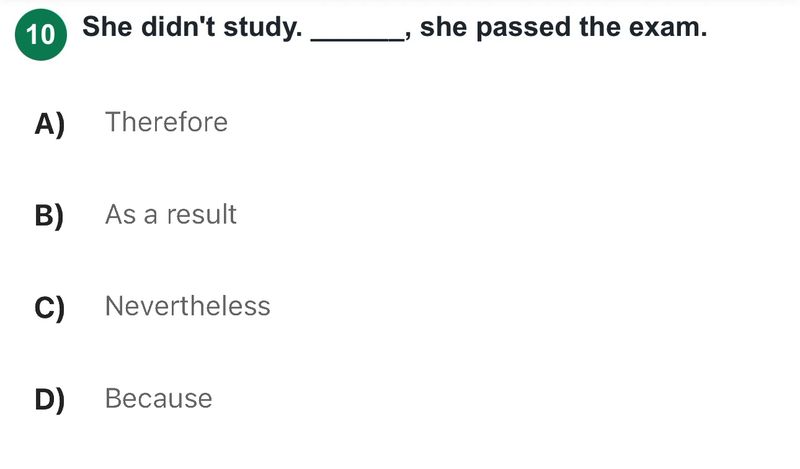 10 She didn't study. ______, she passed the exam.
A) Therefore
B) As a result
C) Nevertheless
D) Because